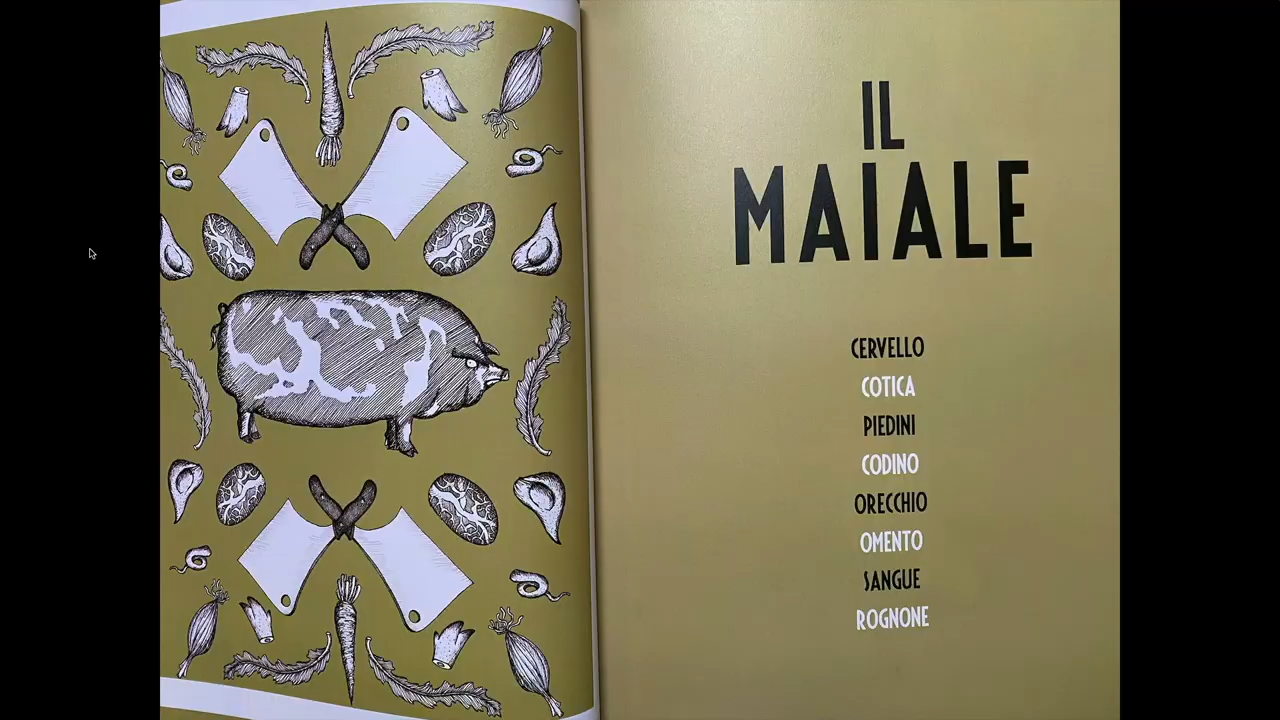 IL
MAIALE
CERVELLO
COTICA
PIEDINI
CODINO
ORECCHIO
OMENTO
SANGUE
ROGNONE